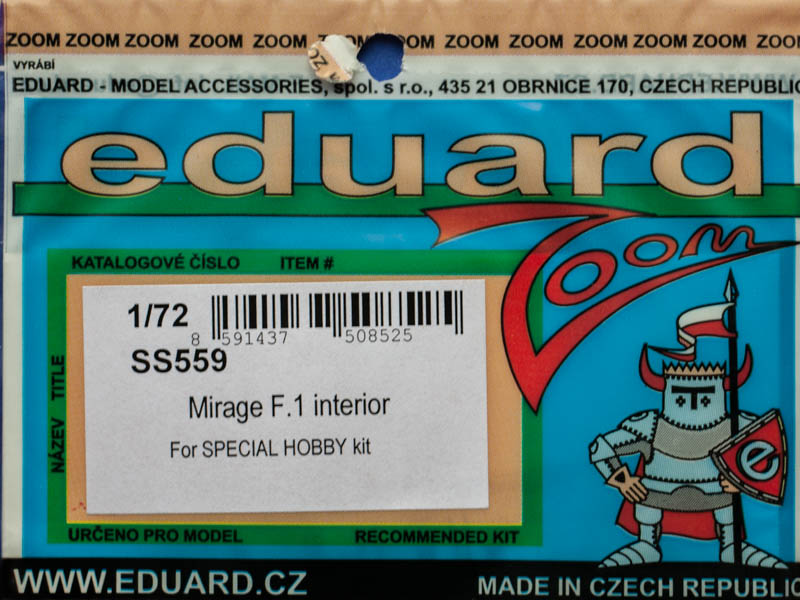 ZOOM ZOOM ZOOM ZOOM ZOOM ZOOM ZOOM ZOOM ZOOM ZOOM ZOOM
VYRÁBÍ
EDUARD - MODEL ACCESSORIES, spol. s r.o., 435 21 OBRNICE 170, CZECH REPUBLIC
eduard
Zoom
KATALOGOVÉ ČÍSLO ITEM #
1/72
8 591437 508525
SS559
Mirage F.1 interior
For SPECIAL HOBBY kit
NÁZEV TITLE
e
URČENO PRO MODEL RECOMMENDED KIT
WWW.EDUARD.CZ
MADE IN CZECH REPUBLIC